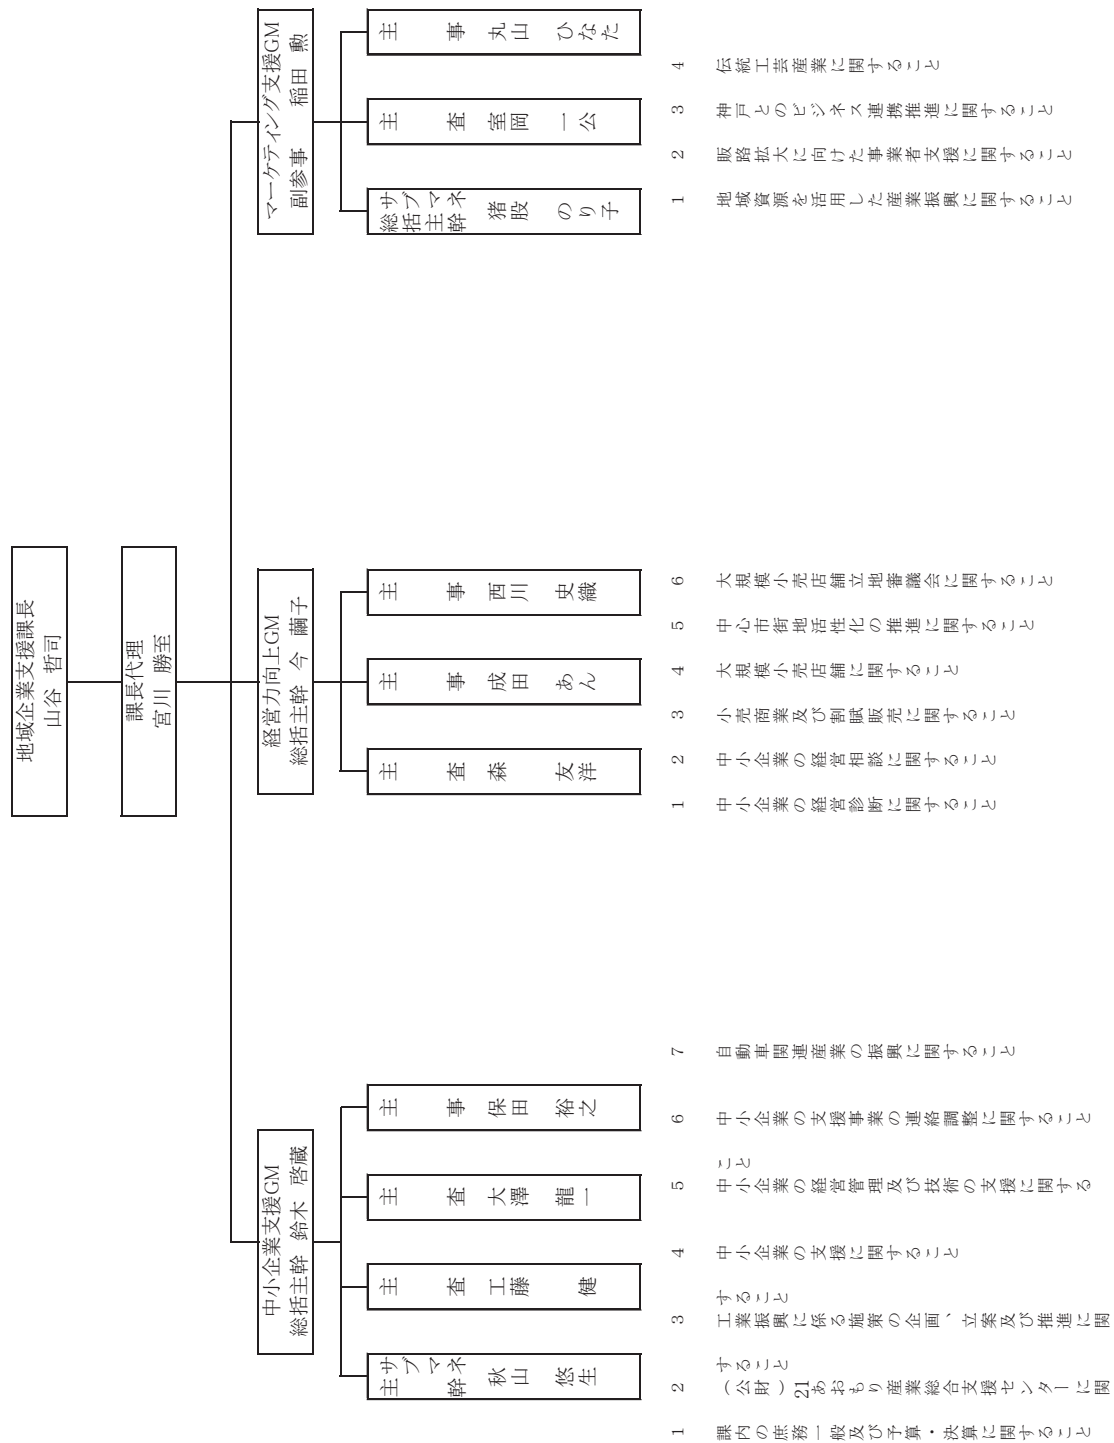 地域企業支援課長
山谷 哲司
課長代理
宮川 勝至
中小企業支援GM
総括主幹 鈴木 啓蔵
サブマネ
主幹 秋山 悠生
主査 工藤 健
主査 大澤 龍一
主事 保田 裕之
1 課内の庶務一般及び予算・決算に関すること
2 (公財)21あおもり産業総合支援センターに関
すること
3 工業振興に係る施策の企画、立案及び推進に関
すること
4 中小企業の支援に関すること
5 中小企業の経営管理及び技術の支援に関する
こと
6 中小企業の支援事業の連絡調整に関すること
7 自動車関連産業の振興に関すること
経営力向上GM
総括主幹 今 繭子
主査 森 友洋
主事 成田 あん
主事 西川 史織
1 中小企業の経営診断に関すること
2 中小企業の経営相談に関すること
3 小売商業及び割賦販売に関すること
4 大規模小売店舗に関すること
5 中心市街地活性化の推進に関すること
6 大規模小売店舗立地審議会に関すること
マーケティング支援GM
副参事 稲田 勲
サブマネ
総括主幹 猪股 のり子
主査 室岡 一公
主事 丸山 ひなた
1 地域資源を活用した産業振興に関すること
2 販路拡大に向けた事業者支援に関すること
3 神戸とのビジネス連携推進に関すること
4 伝統工芸産業に関すること